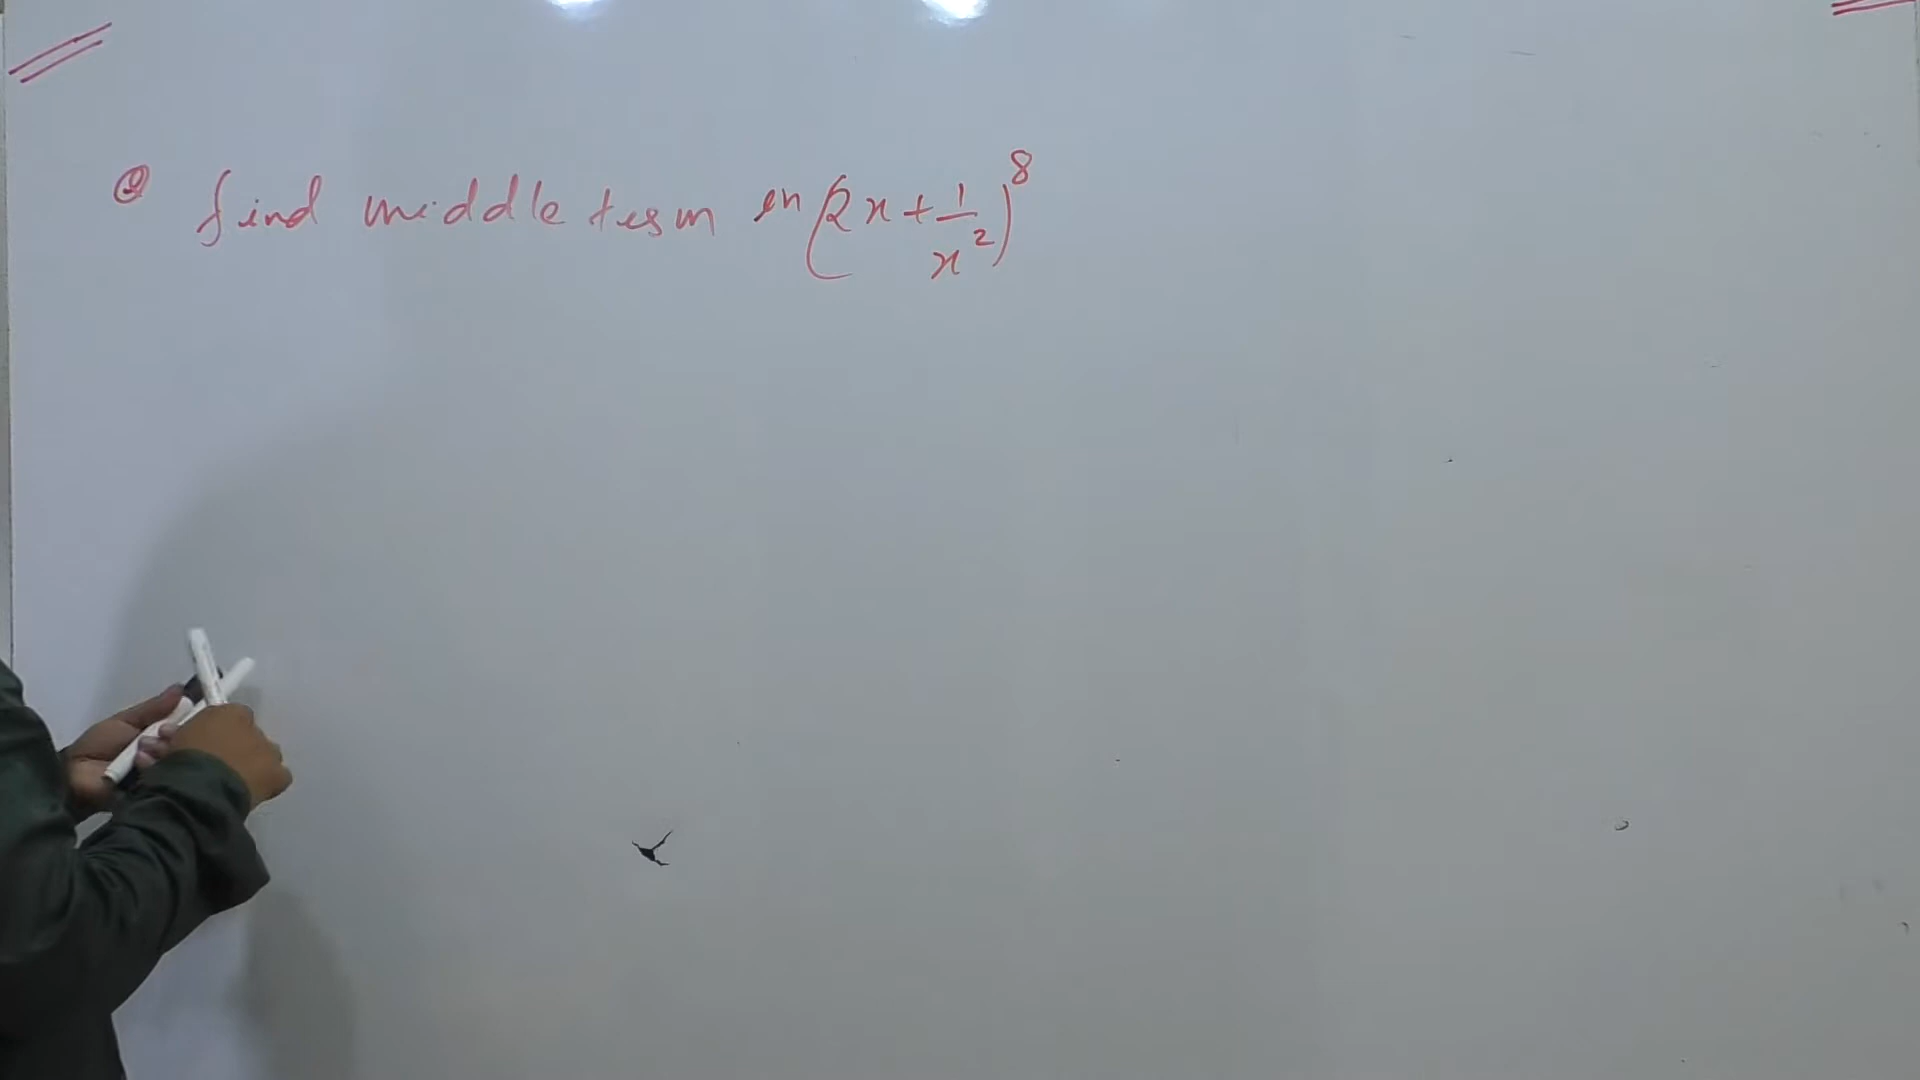 Q find middle term in (2x + 1/x²)⁸